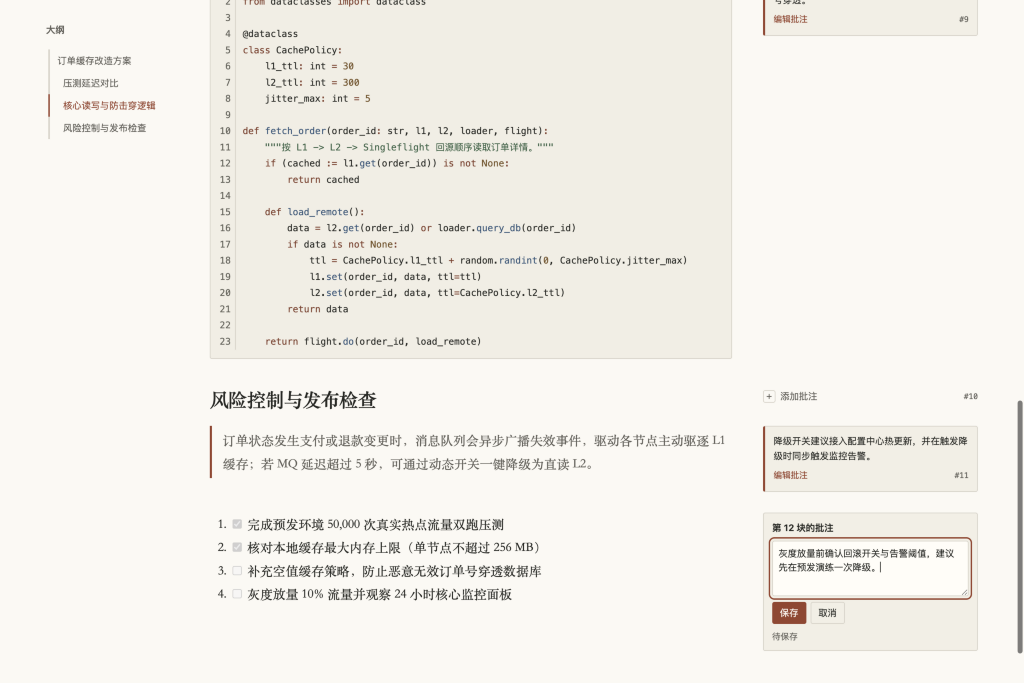 大纲
订单缓存改造方案
压测延迟对比
核心读写与防击穿逻辑
风险控制与发布检查
2 from dataclasses import dataclass
3
4 @dataclass
5 class CachePolicy:
6     l1_ttl: int = 30
7     l2_ttl: int = 300
8     jitter_max: int = 5
9
10 def fetch_order(order_id: str, l1, l2, loader, flight):
11     """按 L1 -> L2 -> Singleflight 回源顺序读取订单详情。"""
12     if (cached := l1.get(order_id)) is not None:
13         return cached
14
15     def load_remote():
16         data = l2.get(order_id) or loader.query_db(order_id)
17         if data is not None:
18             ttl = CachePolicy.l1_ttl + random.randint(0, CachePolicy.jitter_max)
19             l1.set(order_id, data, ttl=ttl)
20             l2.set(order_id, data, ttl=CachePolicy.l2_ttl)
21         return data
22
23     return flight.do(order_id, load_remote)
风险控制与发布检查
订单状态发生支付或退款变更时，消息队列会异步广播失效事件，驱动各节点主动驱逐 L1
缓存；若 MQ 延迟超过 5 秒，可通过动态开关一键降级为直读 L2。
1. 完成预发环境 50,000 次真实热点流量双跑压测
2. 核对本地缓存最大内存上限（单节点不超过 256 MB）
3. 补充空值缓存策略，防止恶意无效订单号穿透数据库
4. 灰度放量 10% 流量并观察 24 小时核心监控面板
号穿透。
编辑批注 #9
+ 添加批注 #10
降级开关建议接入配置中心热更新，并在触发降
级时同步触发监控告警。
编辑批注 #11
第 12 块的批注
灰度放量前确认回滚开关与告警阈值，建议
先在预发演练一次降级。
保存 取消
待保存